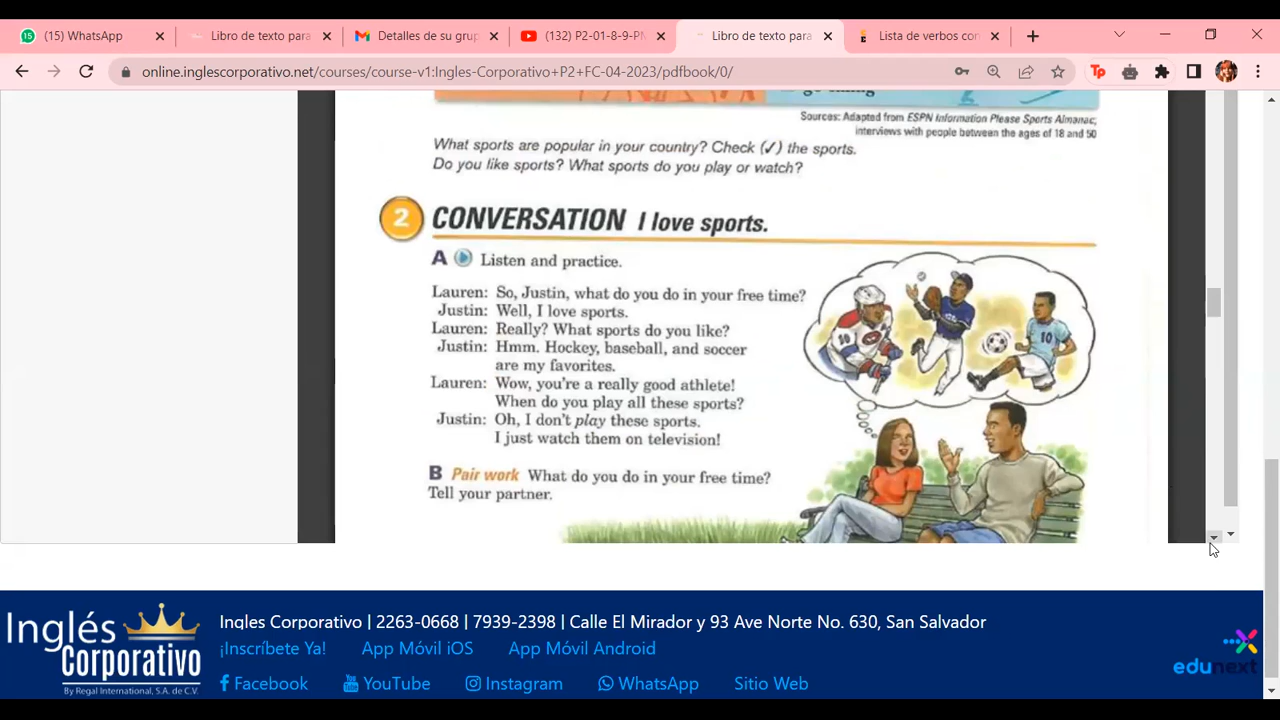 15
(15) WhatsApp
Libro de texto para
Detalles de su grup
(132) P2-01-8-9-PN
Libro de texto para
Lista de verbos con
online.inglescorporativo.net/courses/course-v1:Ingles-Corporativo+P2+FC-04-2023/pdfbook/0/
Tp
Sources: Adapted from ESPN Information Please Sports Almanac;
interviews with people between the ages of 18 and 50
What sports are popular in your country? Check (✓) the sports.
Do you like sports? What sports do you play or watch?
2 CONVERSATION I love sports.
A Listen and practice.
Lauren: So, Justin, what do you do in your free time?
Justin: Well, I love sports.
Lauren: Really? What sports do you like?
Justin: Hmm. Hockey, baseball, and soccer
are my favorites.
Lauren: Wow, you're a really good athlete!
When do you play all these sports?
Justin: Oh, I don't play these sports.
I just watch them on television!
10
B Pair work What do you do in your free time?
Tell your partner.
Inglés
Corporativo
By Regal International, S.A. de C.V.
Ingles Corporativo | 2263-0668 | 7939-2398 | Calle El Mirador y 93 Ave Norte No. 630, San Salvador
¡Inscríbete Ya! App Móvil iOS App Móvil Android
Facebook YouTube Instagram WhatsApp Sitio Web
edunext